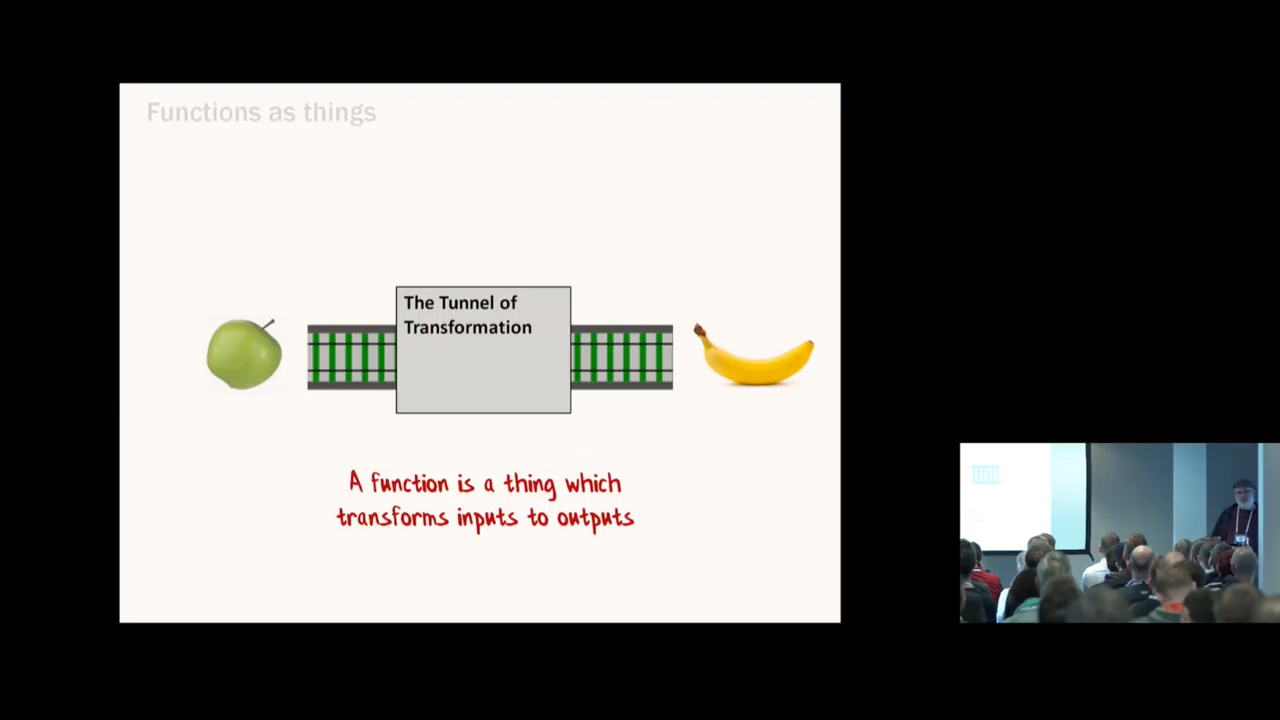 Functions as things
The Tunnel of
Transformation
A function is a thing which
transforms inputs to outputs